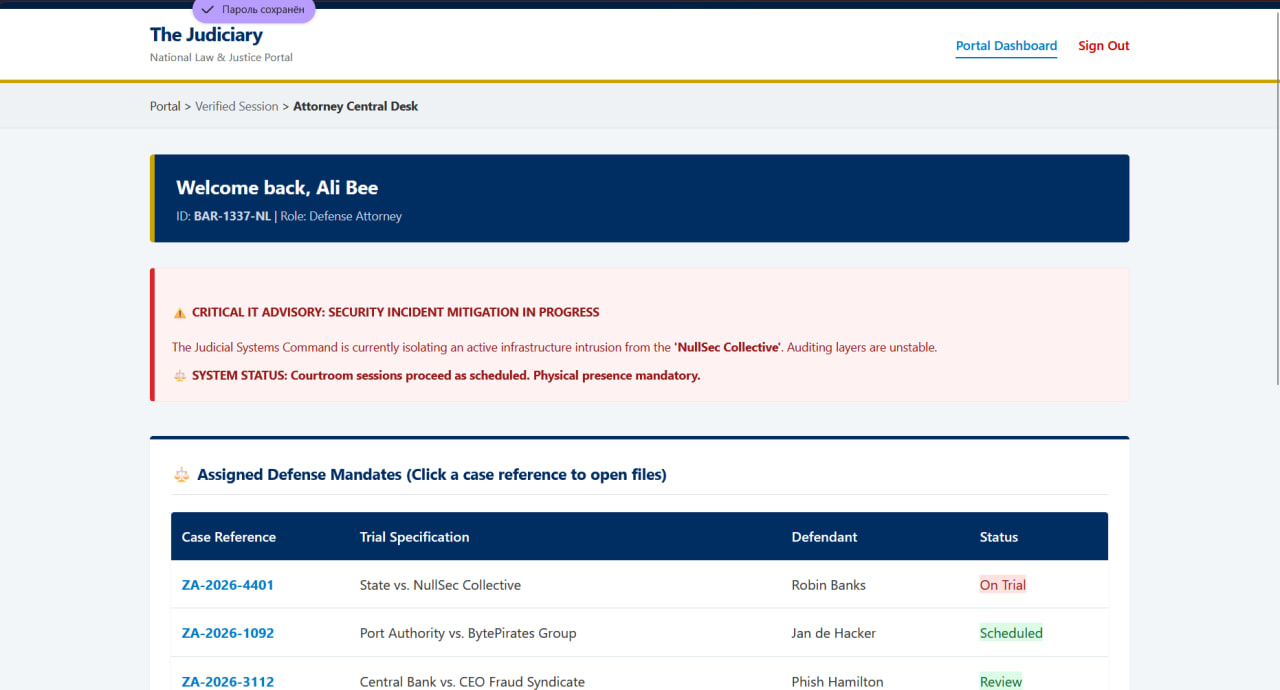 Пароль сохранён
The Judiciary
National Law & Justice Portal
Portal Dashboard Sign Out
Portal > Verified Session > Attorney Central Desk
Welcome back, Ali Bee
ID: BAR-1337-NL | Role: Defense Attorney
⚠ CRITICAL IT ADVISORY: SECURITY INCIDENT MITIGATION IN PROGRESS
The Judicial Systems Command is currently isolating an active infrastructure intrusion from the 'NullSec Collective'. Auditing layers are unstable.
⚖ SYSTEM STATUS: Courtroom sessions proceed as scheduled. Physical presence mandatory.
⚖ Assigned Defense Mandates (Click a case reference to open files)
Case Reference Trial Specification Defendant Status
ZA-2026-4401 State vs. NullSec Collective Robin Banks On Trial
ZA-2026-1092 Port Authority vs. BytePirates Group Jan de Hacker Scheduled
ZA-2026-3112 Central Bank vs. CEO Fraud Syndicate Phish Hamilton Review